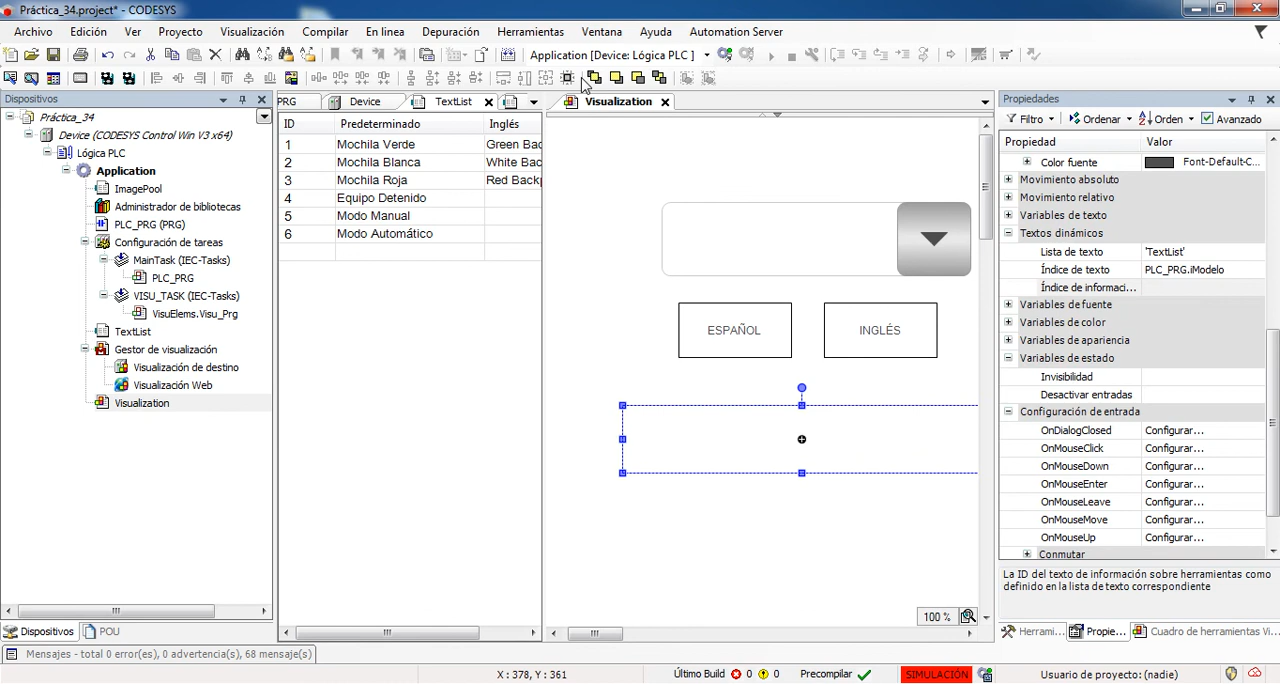 Práctica_34.project* - CODESYS
Archivo Edición Ver Proyecto Visualización Compilar En linea Depuración Herramientas Ventana Ayuda Automation Server
Application [Device: Lógica PLC ]
Dispositivos
Práctica_34
Device (CODESYS Control Win V3 x64)
Lógica PLC
Application
ImagePool
Administrador de bibliotecas
PLC_PRG (PRG)
Configuración de tareas
MainTask (IEC-Tasks)
PLC_PRG
VISU_TASK (IEC-Tasks)
VisuElems.Visu_Prg
TextList
Gestor de visualización
Visualización de destino
Visualización Web
Visualization
Dispositivos POU
PRG Device TextList
ID Predeterminado Inglés
1 Mochila Verde Green Bac
2 Mochila Blanca White Bac
3 Mochila Roja Red Backp
4 Equipo Detenido
5 Modo Manual
6 Modo Automático
Visualization
ESPAÑOL INGLÉS
100 %
Propiedades
Filtro Ordenar Orden Avanzado
Propiedad Valor
Color fuente Font-Default-C...
Movimiento absoluto
Movimiento relativo
Variables de texto
Textos dinámicos
Lista de texto 'TextList'
Índice de texto PLC_PRG.iModelo
Índice de informaci...
Variables de fuente
Variables de color
Variables de apariencia
Variables de estado
Invisibilidad
Desactivar entradas
Configuración de entrada
OnDialogClosed Configurar...
OnMouseClick Configurar...
OnMouseDown Configurar...
OnMouseEnter Configurar...
OnMouseLeave Configurar...
OnMouseMove Configurar...
OnMouseUp Configurar...
Conmutar
La ID del texto de información sobre herramientas como
definido en la lista de texto correspondiente
Herrami... Propie... Cuadro de herramientas Vi...
Mensajes - total 0 error(es), 0 advertencia(s), 68 mensaje(s)
X : 378, Y : 361 Último Build 0 0 Precompilar SIMULACIÓN Usuario de proyecto: (nadie)